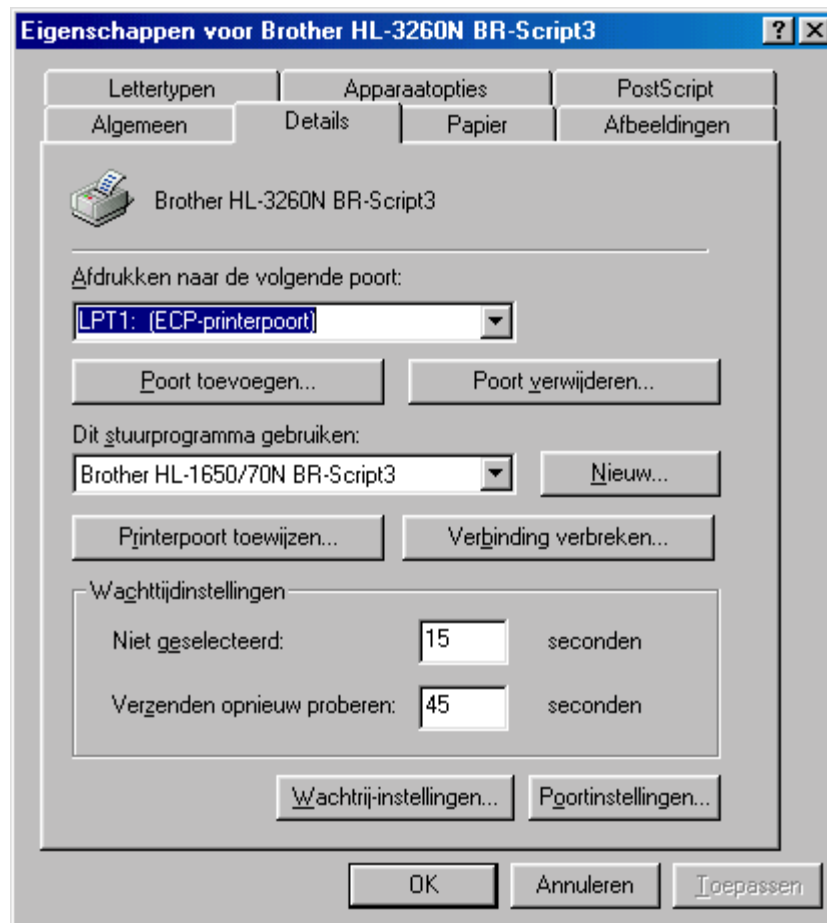 Eigenschappen voor Brother HL-3260N BR-Script3
Lettertypen Apparaatopties PostScript
Algemeen Details Papier Afbeeldingen
Brother HL-3260N BR-Script3
Afdrukken naar de volgende poort:
LPT1: (ECP-printerpoort)
Poort toevoegen... Poort verwijderen...
Dit stuurprogramma gebruiken:
Brother HL-1650/70N BR-Script3 Nieuw...
Printerpoort toewijzen... Verbinding verbreken...
Wachttijdinstellingen
Niet geselecteerd: 15 seconden
Verzenden opnieuw proberen: 45 seconden
Wachtrij-instellingen... Poortinstellingen...
OK Annuleren Toepassen